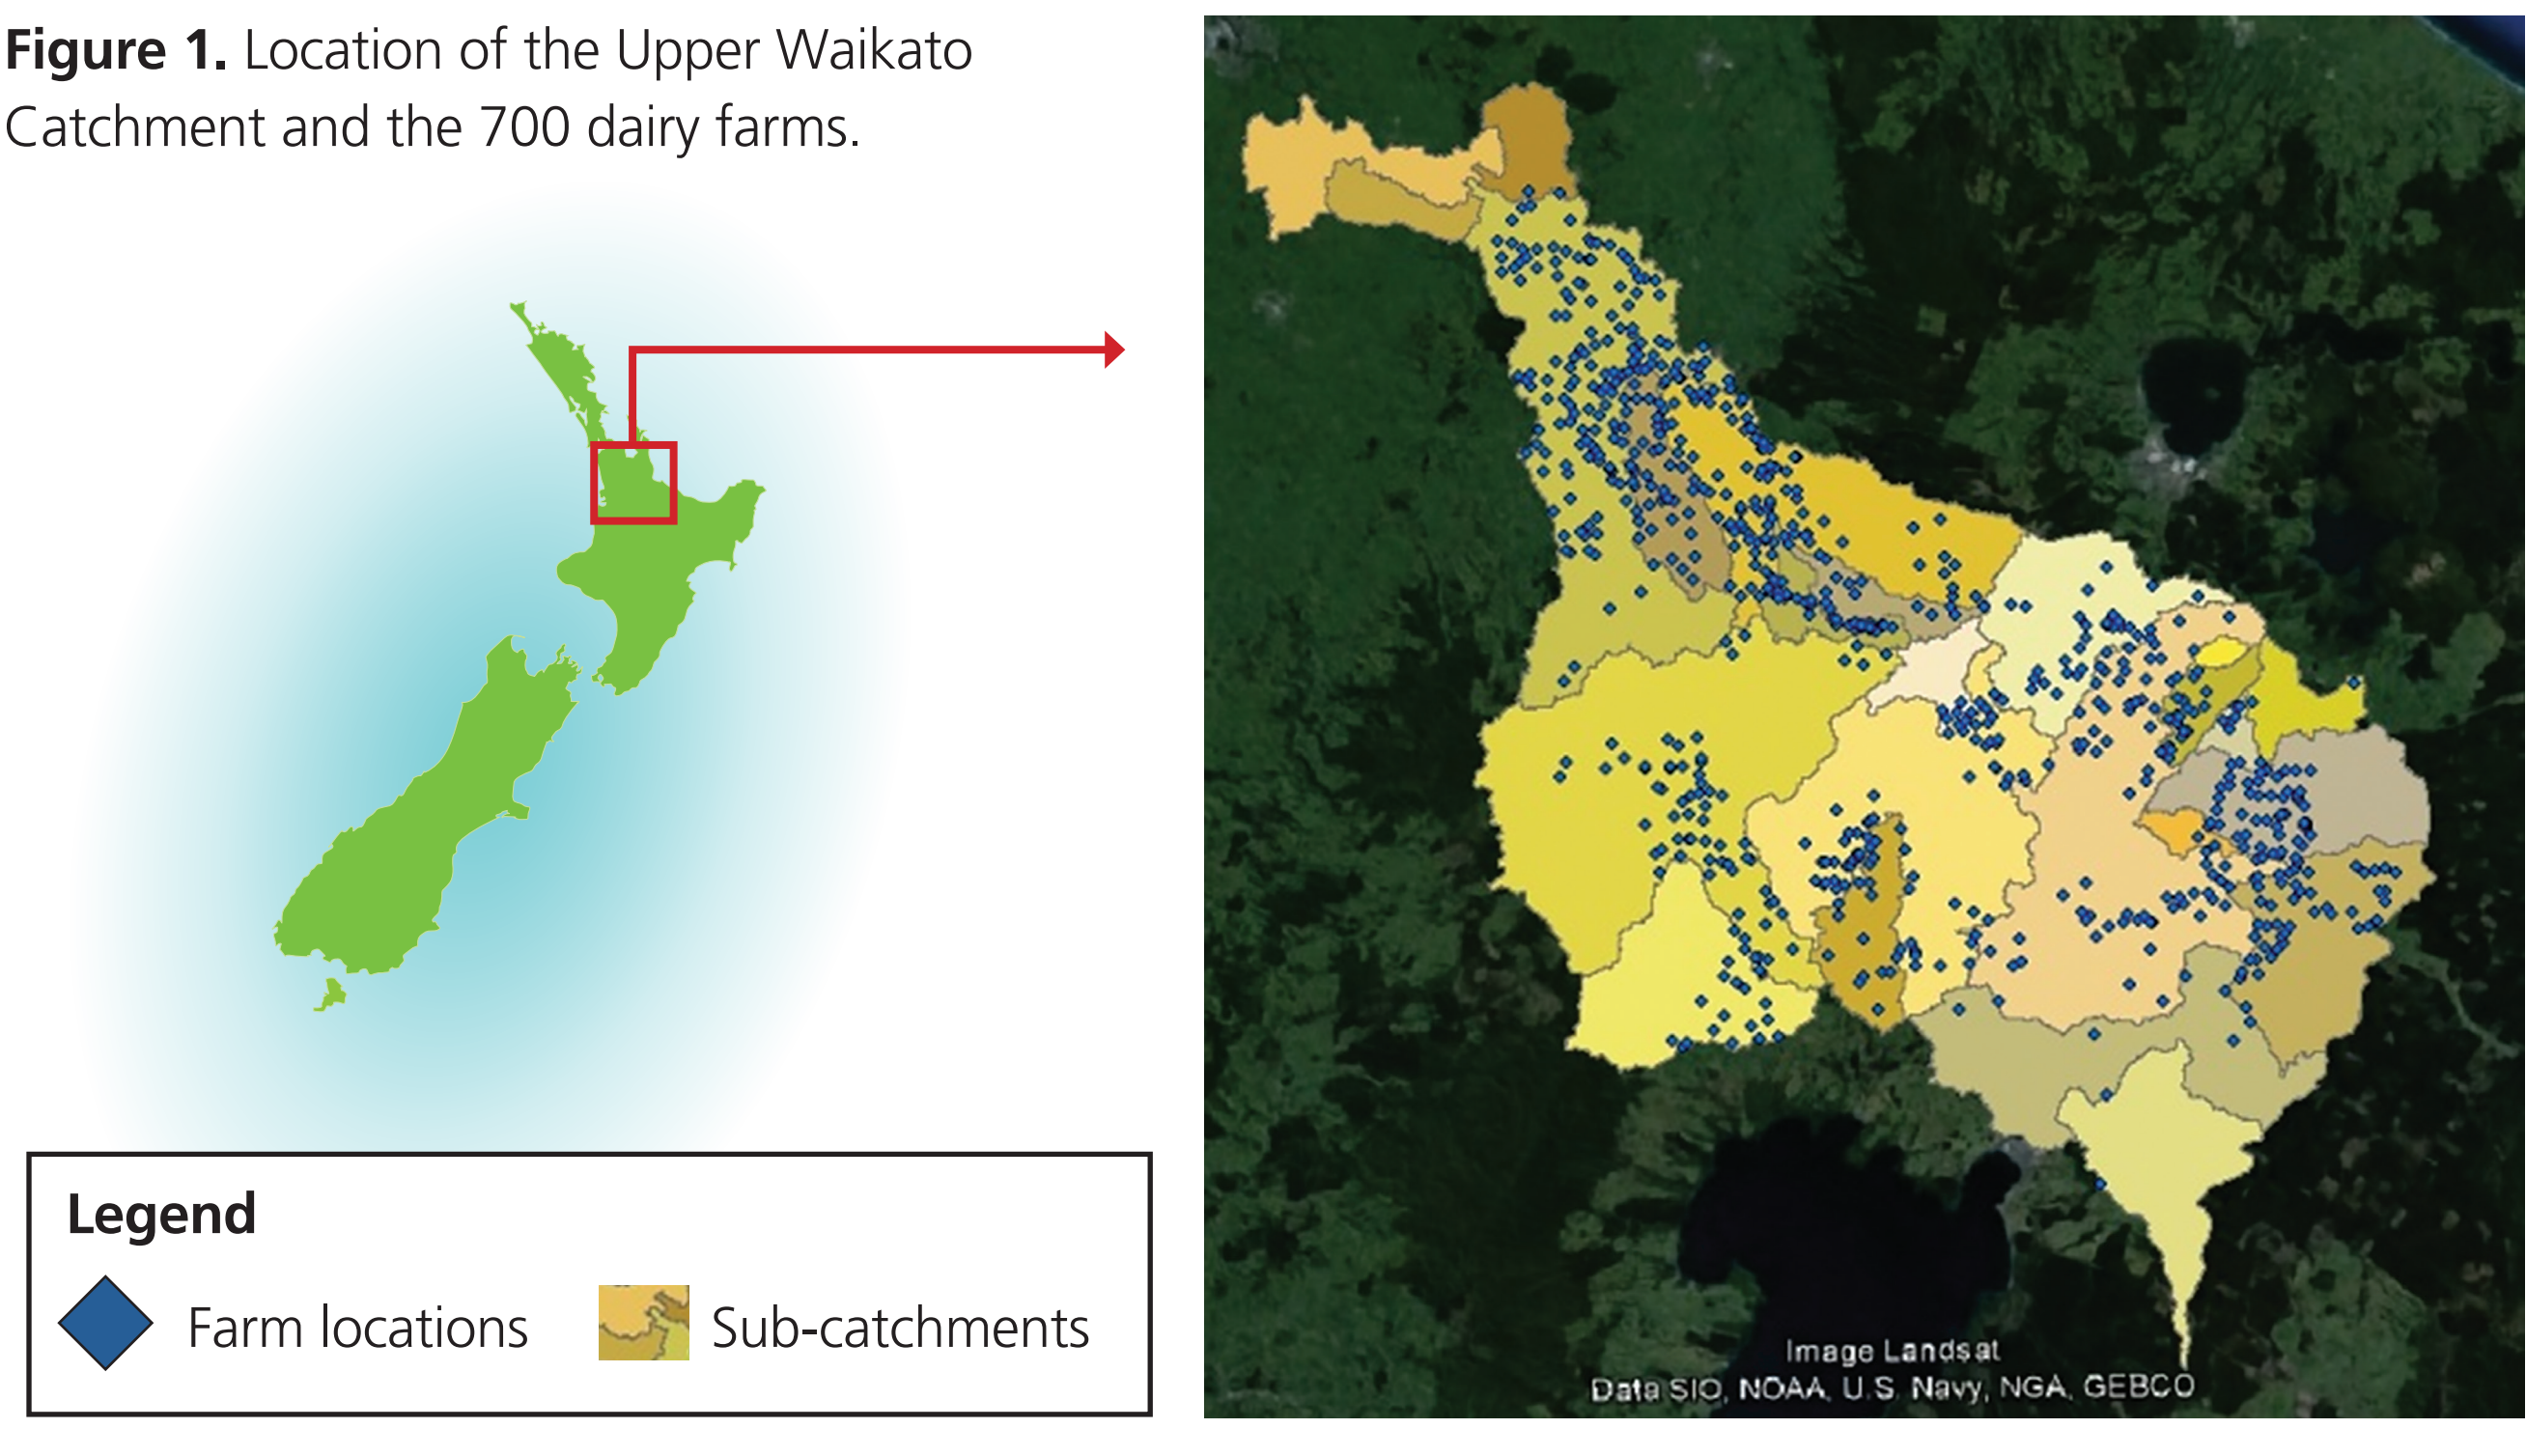 Figure 1. Location of the Upper Waikato
Catchment and the 700 dairy farms.
Legend
Farm locations
Sub-catchments
Image Landsat
Data SIO, NOAA, U.S. Navy, NGA, GEBCO